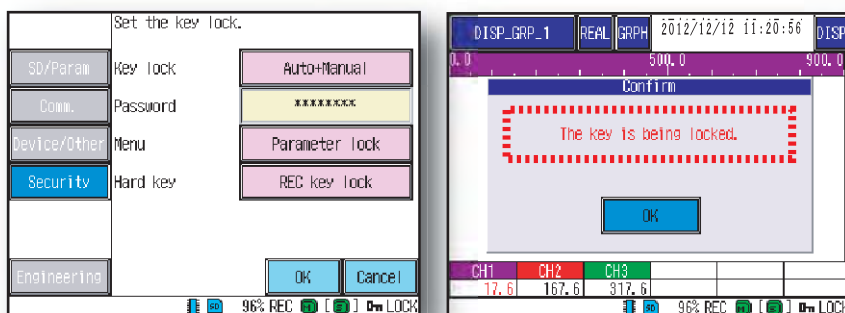 Set the key lock.
SD/Param
Key lock
Auto+Manual
Comm.
Password
********
Device/Other
Menu
Parameter lock
Security
Hard key
REC key lock
Engineering
OK
Cancel
SD
96% REC
LOCK
DISP_GRP_1
REAL
GRPH
2012/12/12 11:20:56
DISP
0.0
500.0
900.0
Confirm
The key is being locked.
OK
CH1
CH2
CH3
17.6
167.6
317.6
SD
96% REC
LOCK